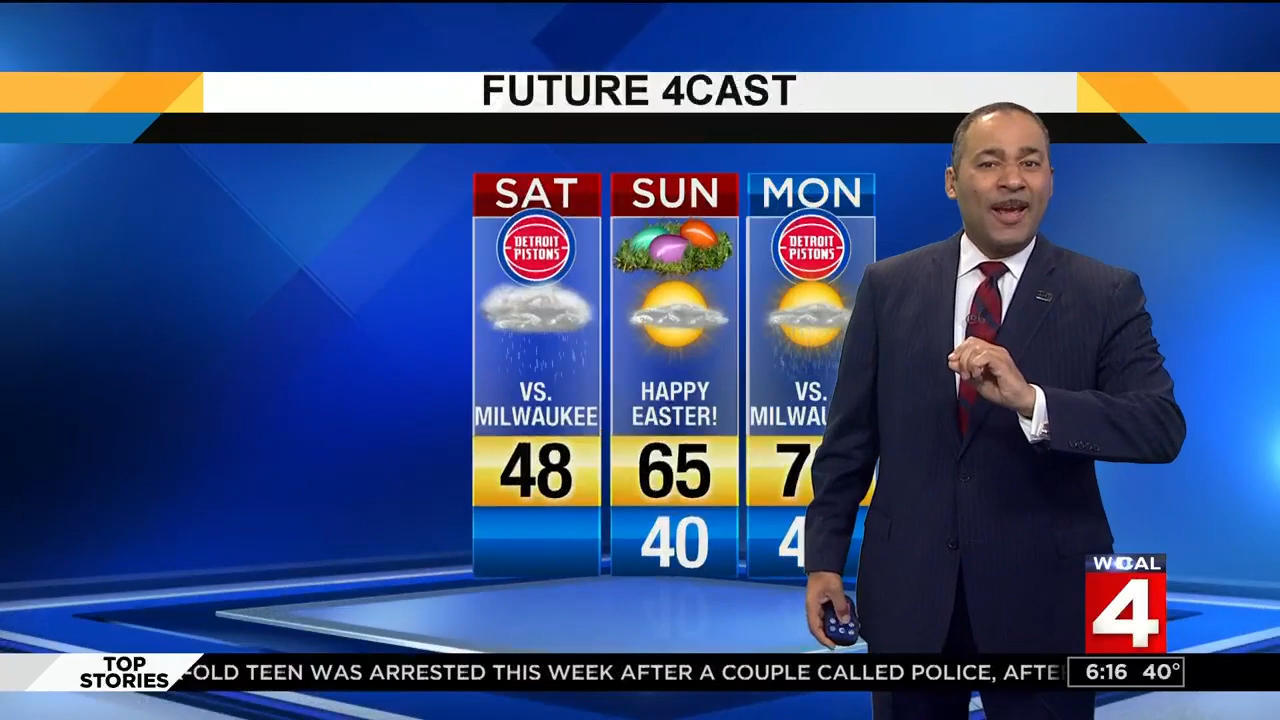 FUTURE 4CAST
SAT
SUN
MON
DETROIT
PISTONS
DETROIT
PISTONS
VS.
MILWAUKEE
HAPPY
EASTER!
VS.
48
65
40
4
TOP
STORIES
-OLD TEEN WAS ARRESTED THIS WEEK AFTER A COUPLE CALLED POLICE,
6:16 40°